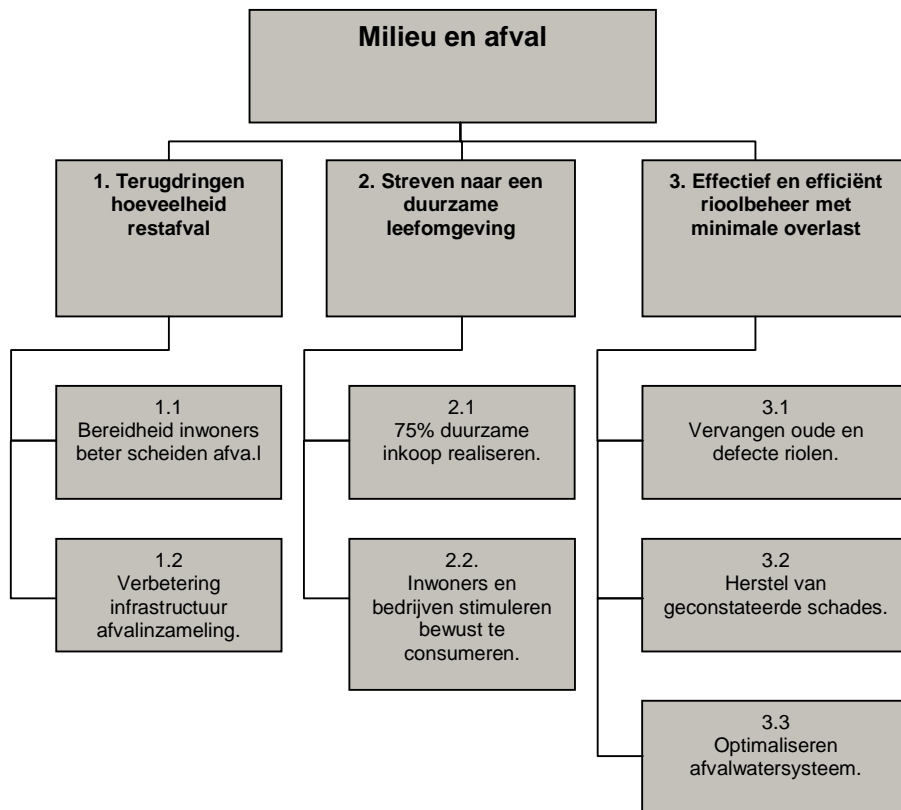 Milieu en afval
1. Terugdringen
hoeveelheid
restafval
2. Streven naar een
duurzame
leefomgeving
3. Effectief en efficiënt
rioolbeheer met
minimale overlast
1.1
Bereidheid inwoners
beter scheiden afva.l
1.2
Verbetering
infrastructuur
afvalinzameling.
2.1
75% duurzame
inkoop realiseren.
2.2.
Inwoners en
bedrijven stimuleren
bewust te
consumeren.
3.1
Vervangen oude en
defecte riolen.
3.2
Herstel van
geconstateerde schades.
3.3
Optimaliseren
afvalwatersysteem.